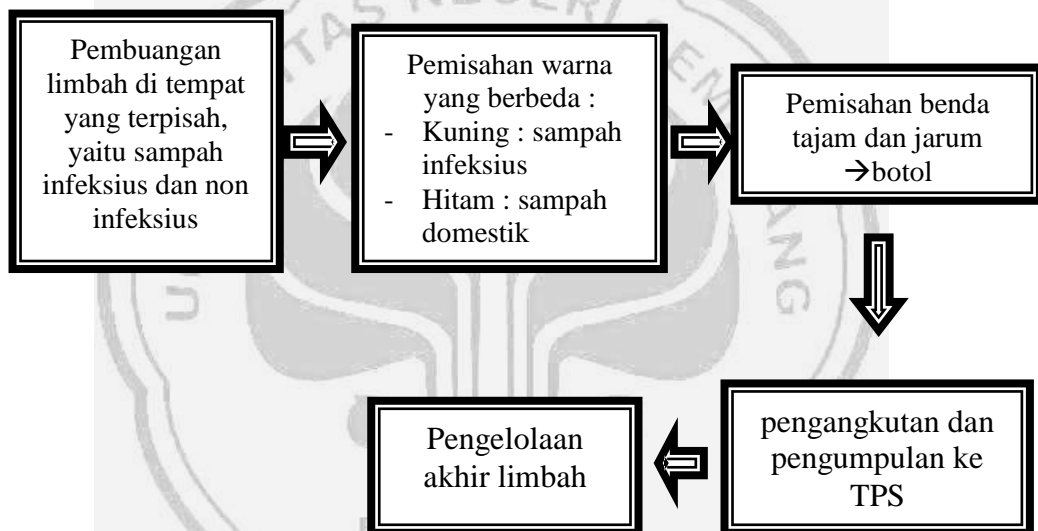 Pembuangan
limbah di tempat
yang terpisah,
yaitu sampah
infeksius dan non
infeksius
Pemisahan warna
yang berbeda :
- Kuning : sampah
infeksius
- Hitam : sampah
domestik
Pemisahan benda
tajam dan jarum
→botol
pengangkutan dan
pengumpulan ke
TPS
Pengelolaan
akhir limbah